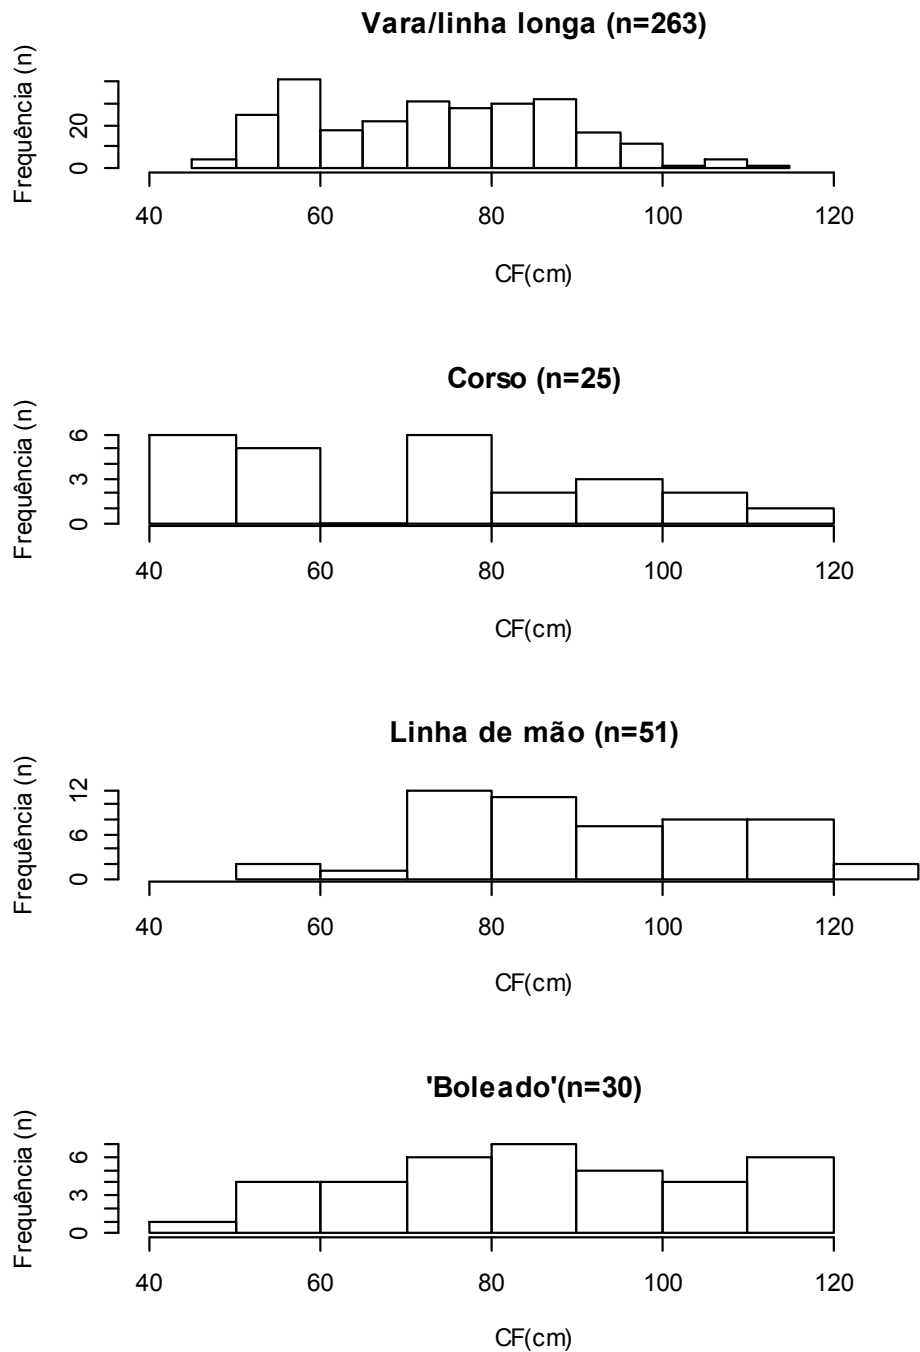 Vara/linha longa (n=263)
Frequência (n)
0 20
40 60 80 100 120
CF(cm)
Corso (n=25)
Frequência (n)
0 3 6
40 60 80 100 120
CF(cm)
Linha de mão (n=51)
Frequência (n)
0 6 12
40 60 80 100 120
CF(cm)
'Boleado'(n=30)
Frequência (n)
0 3 6
40 60 80 100 120
CF(cm)